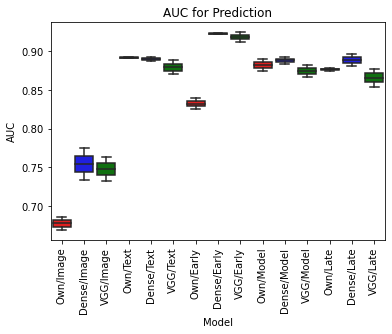 AUC for Prediction
AUC
0.90
0.85
0.80
0.75
0.70
Own/Image
Dense/Image
VGG/Image
Own/Text
Dense/Text
VGG/Text
Own/Early
Dense/Early
VGG/Early
Own/Model
Dense/Model
VGG/Model
Own/Late
Dense/Late
VGG/Late
Model